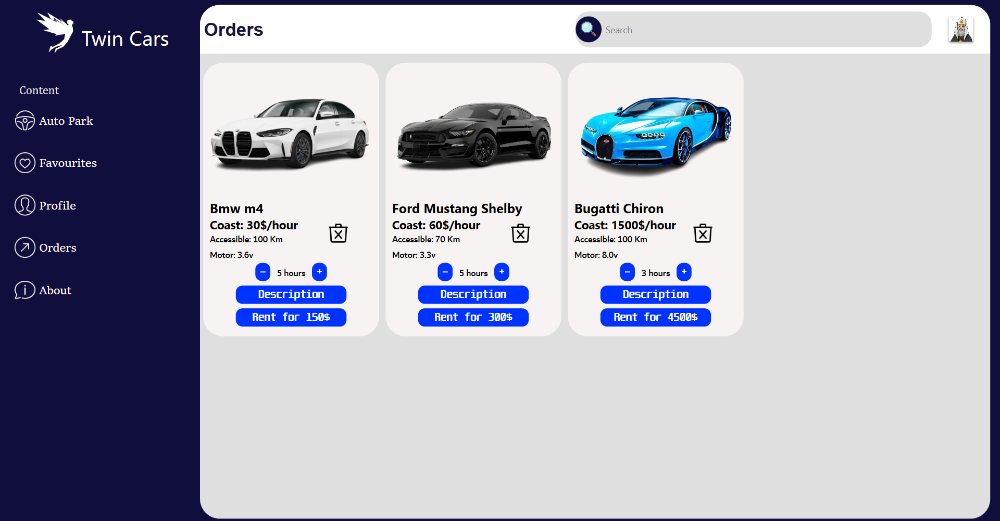 Twin Cars
Content
Auto Park
Favourites
Profile
Orders
About
Orders
Search
Bmw m4
Coast: 30$/hour
Accessible: 100 Km
Motor: 3.6v
- 5 hours +
Description
Rent for 150$
Ford Mustang Shelby
Coast: 60$/hour
Accessible: 70 Km
Motor: 3.3v
- 5 hours +
Description
Rent for 300$
Bugatti Chiron
Coast: 1500$/hour
Accessible: 100 Km
Motor: 8.0v
- 3 hours +
Description
Rent for 4500$